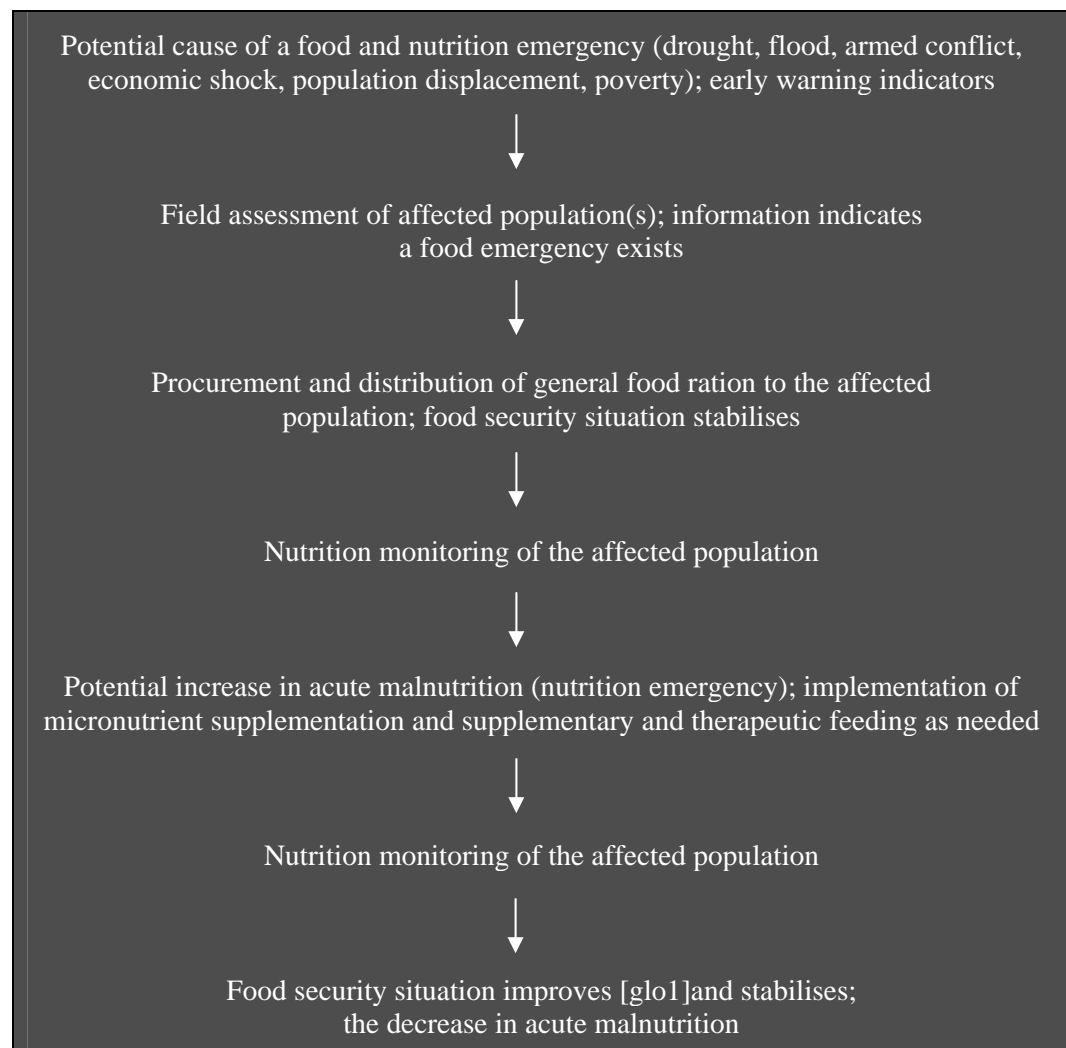 Potential cause of a food and nutrition emergency (drought, flood, armed conflict,
economic shock, population displacement, poverty); early warning indicators
Field assessment of affected population(s); information indicates
a food emergency exists
Procurement and distribution of general food ration to the affected
population; food security situation stabilises
Nutrition monitoring of the affected population
Potential increase in acute malnutrition (nutrition emergency); implementation of
micronutrient supplementation and supplementary and therapeutic feeding as needed
Nutrition monitoring of the affected population
Food security situation improves [glo1]and stabilises;
the decrease in acute malnutrition